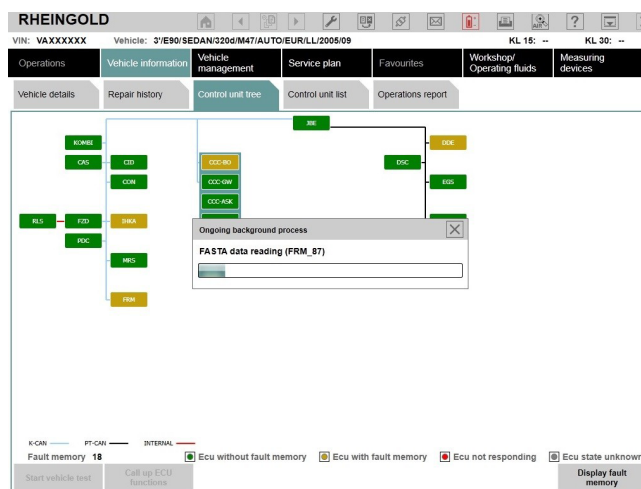 RHEINGOLD
VIN: VAXXXXXX Vehicle: 3'/E90/SEDAN/320d/M47/AUTO/EUR/LL/2005/09 KL 15: -- KL 30: --
Operations Vehicle information Vehicle management Service plan Favourites Workshop/ Operating fluids Measuring devices
Vehicle details Repair history Control unit tree Control unit list Operations report
JBE
KOMBI DDE
CAS CID CCC-BO DSC
CON CCC-GW EGS
CCC-ASK
RLS FZD IHKA
PDC
MRS
FRM
Ongoing background process
FASTA data reading (FRM_87)
K-CAN PT-CAN INTERNAL
Fault memory 18 Ecu without fault memory Ecu with fault memory Ecu not responding Ecu state unknown
Start vehicle test Call up ECU functions Display fault memory